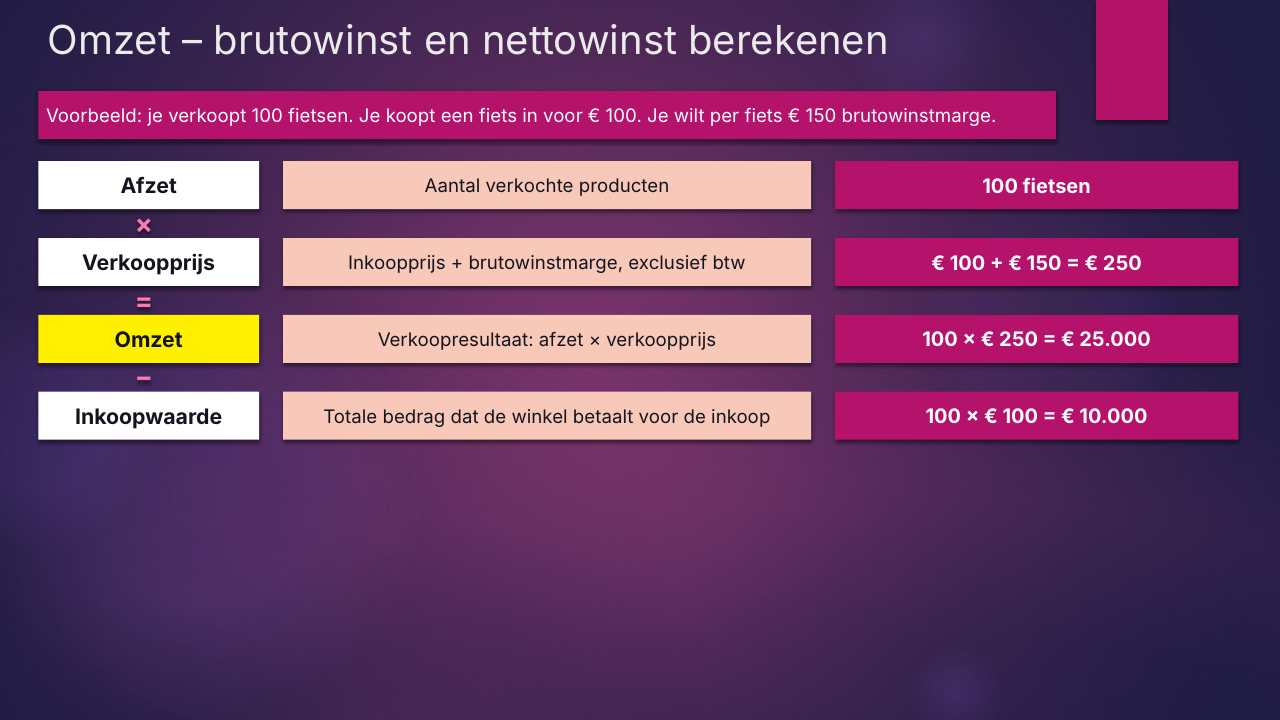 Omzet – brutowinst en nettowinst berekenen
Voorbeeld: je verkoopt 100 fietsen. Je koopt een fiets in voor € 100. Je wilt per fiets € 150 brutowinstmarge.
Afzet
Aantal verkochte producten
100 fietsen
×
Verkoopprijs
Inkoopprijs + brutowinstmarge, exclusief btw
€ 100 + € 150 = € 250
=
Omzet
Verkoopresultaat: afzet × verkoopprijs
100 × € 250 = € 25.000
–
Inkoopwaarde
Totale bedrag dat de winkel betaalt voor de inkoop
100 × € 100 = € 10.000